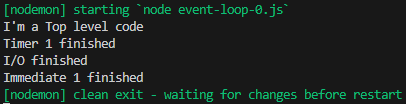 [nodemon] starting `node event-loop-0.js`
I'm a Top level code
Timer 1 finished
I/O finished
Immediate 1 finished
[nodemon] clean exit - waiting for changes before restart